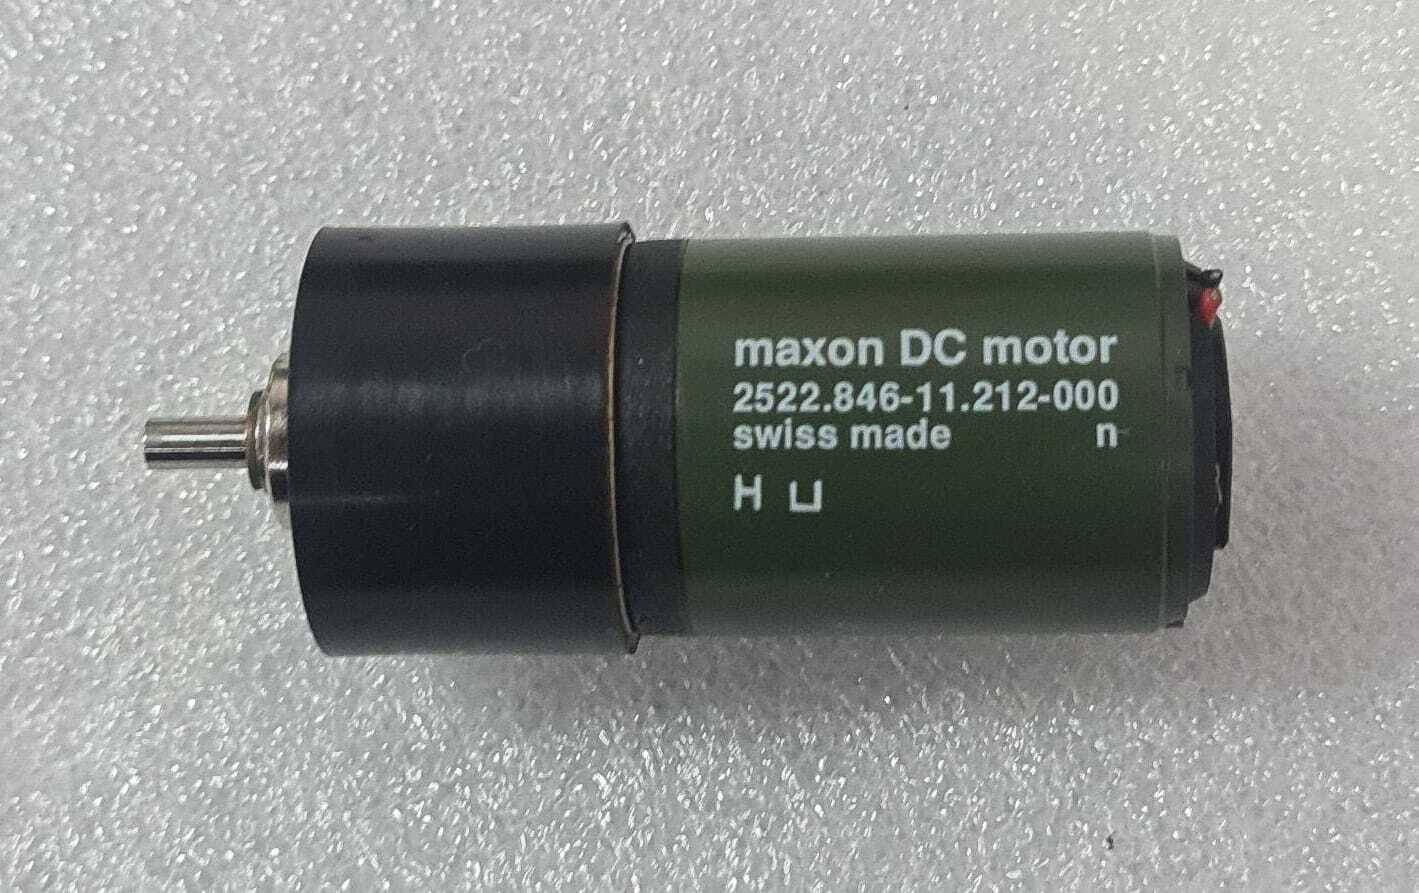 maxon DC motor
2522.846-11.212-000
swiss made n
H ⊔